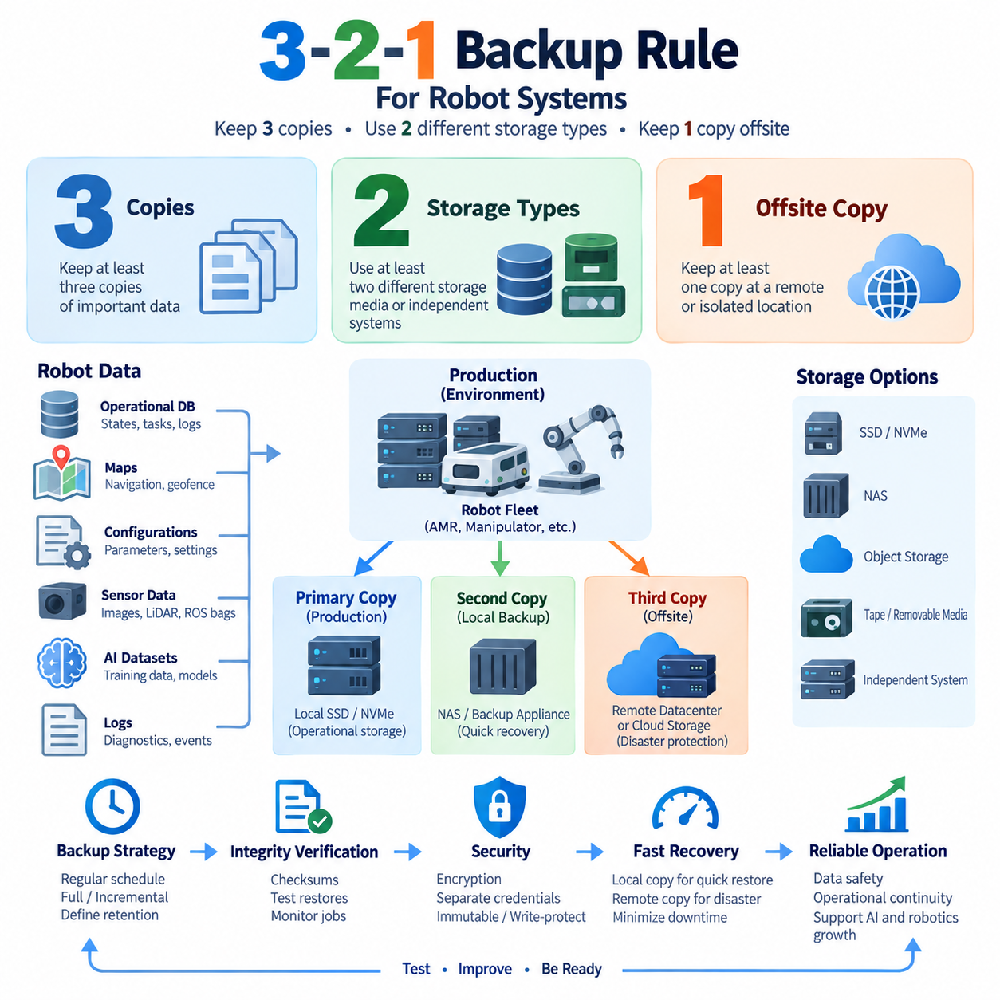 3-2-1 Backup Rule
For Robot Systems
Keep 3 copies • Use 2 different storage types • Keep 1 copy offsite
3 Copies
Keep at least
three copies
of important data
2 Storage Types
Use at least
two different storage
media or independent
systems
1 Offsite Copy
Keep at least
one copy at a remote
or isolated location
Robot Data
Operational DB
States, tasks, logs
Maps
Navigation, geofence
Configurations
Parameters, settings
Sensor Data
Images, LiDAR, ROS bags
AI Datasets
Training data, models
Logs
Diagnostics, events
Production
(Environment)
Robot Fleet
(AMR, Manipulator, etc.)
Primary Copy
(Production)
Local SSD / NVMe
(Operational storage)
Second Copy
(Local Backup)
NAS / Backup Appliance
(Quick recovery)
Third Copy
(Offsite)
Remote Datacenter
or Cloud Storage
(Disaster protection)
Storage Options
SSD / NVMe
NAS
Object Storage
Tape / Removable Media
Independent System
Backup Strategy
Regular schedule
Full / Incremental
Define retention
Integrity Verification
Checksums
Test restores
Monitor jobs
Security
Encryption
Separate credentials
Immutable / Write-protect
Fast Recovery
Local copy for quick restore
Remote copy for disaster
Minimize downtime
Reliable Operation
Data safety
Operational continuity
Support AI and robotics
growth
Test • Improve • Be Ready